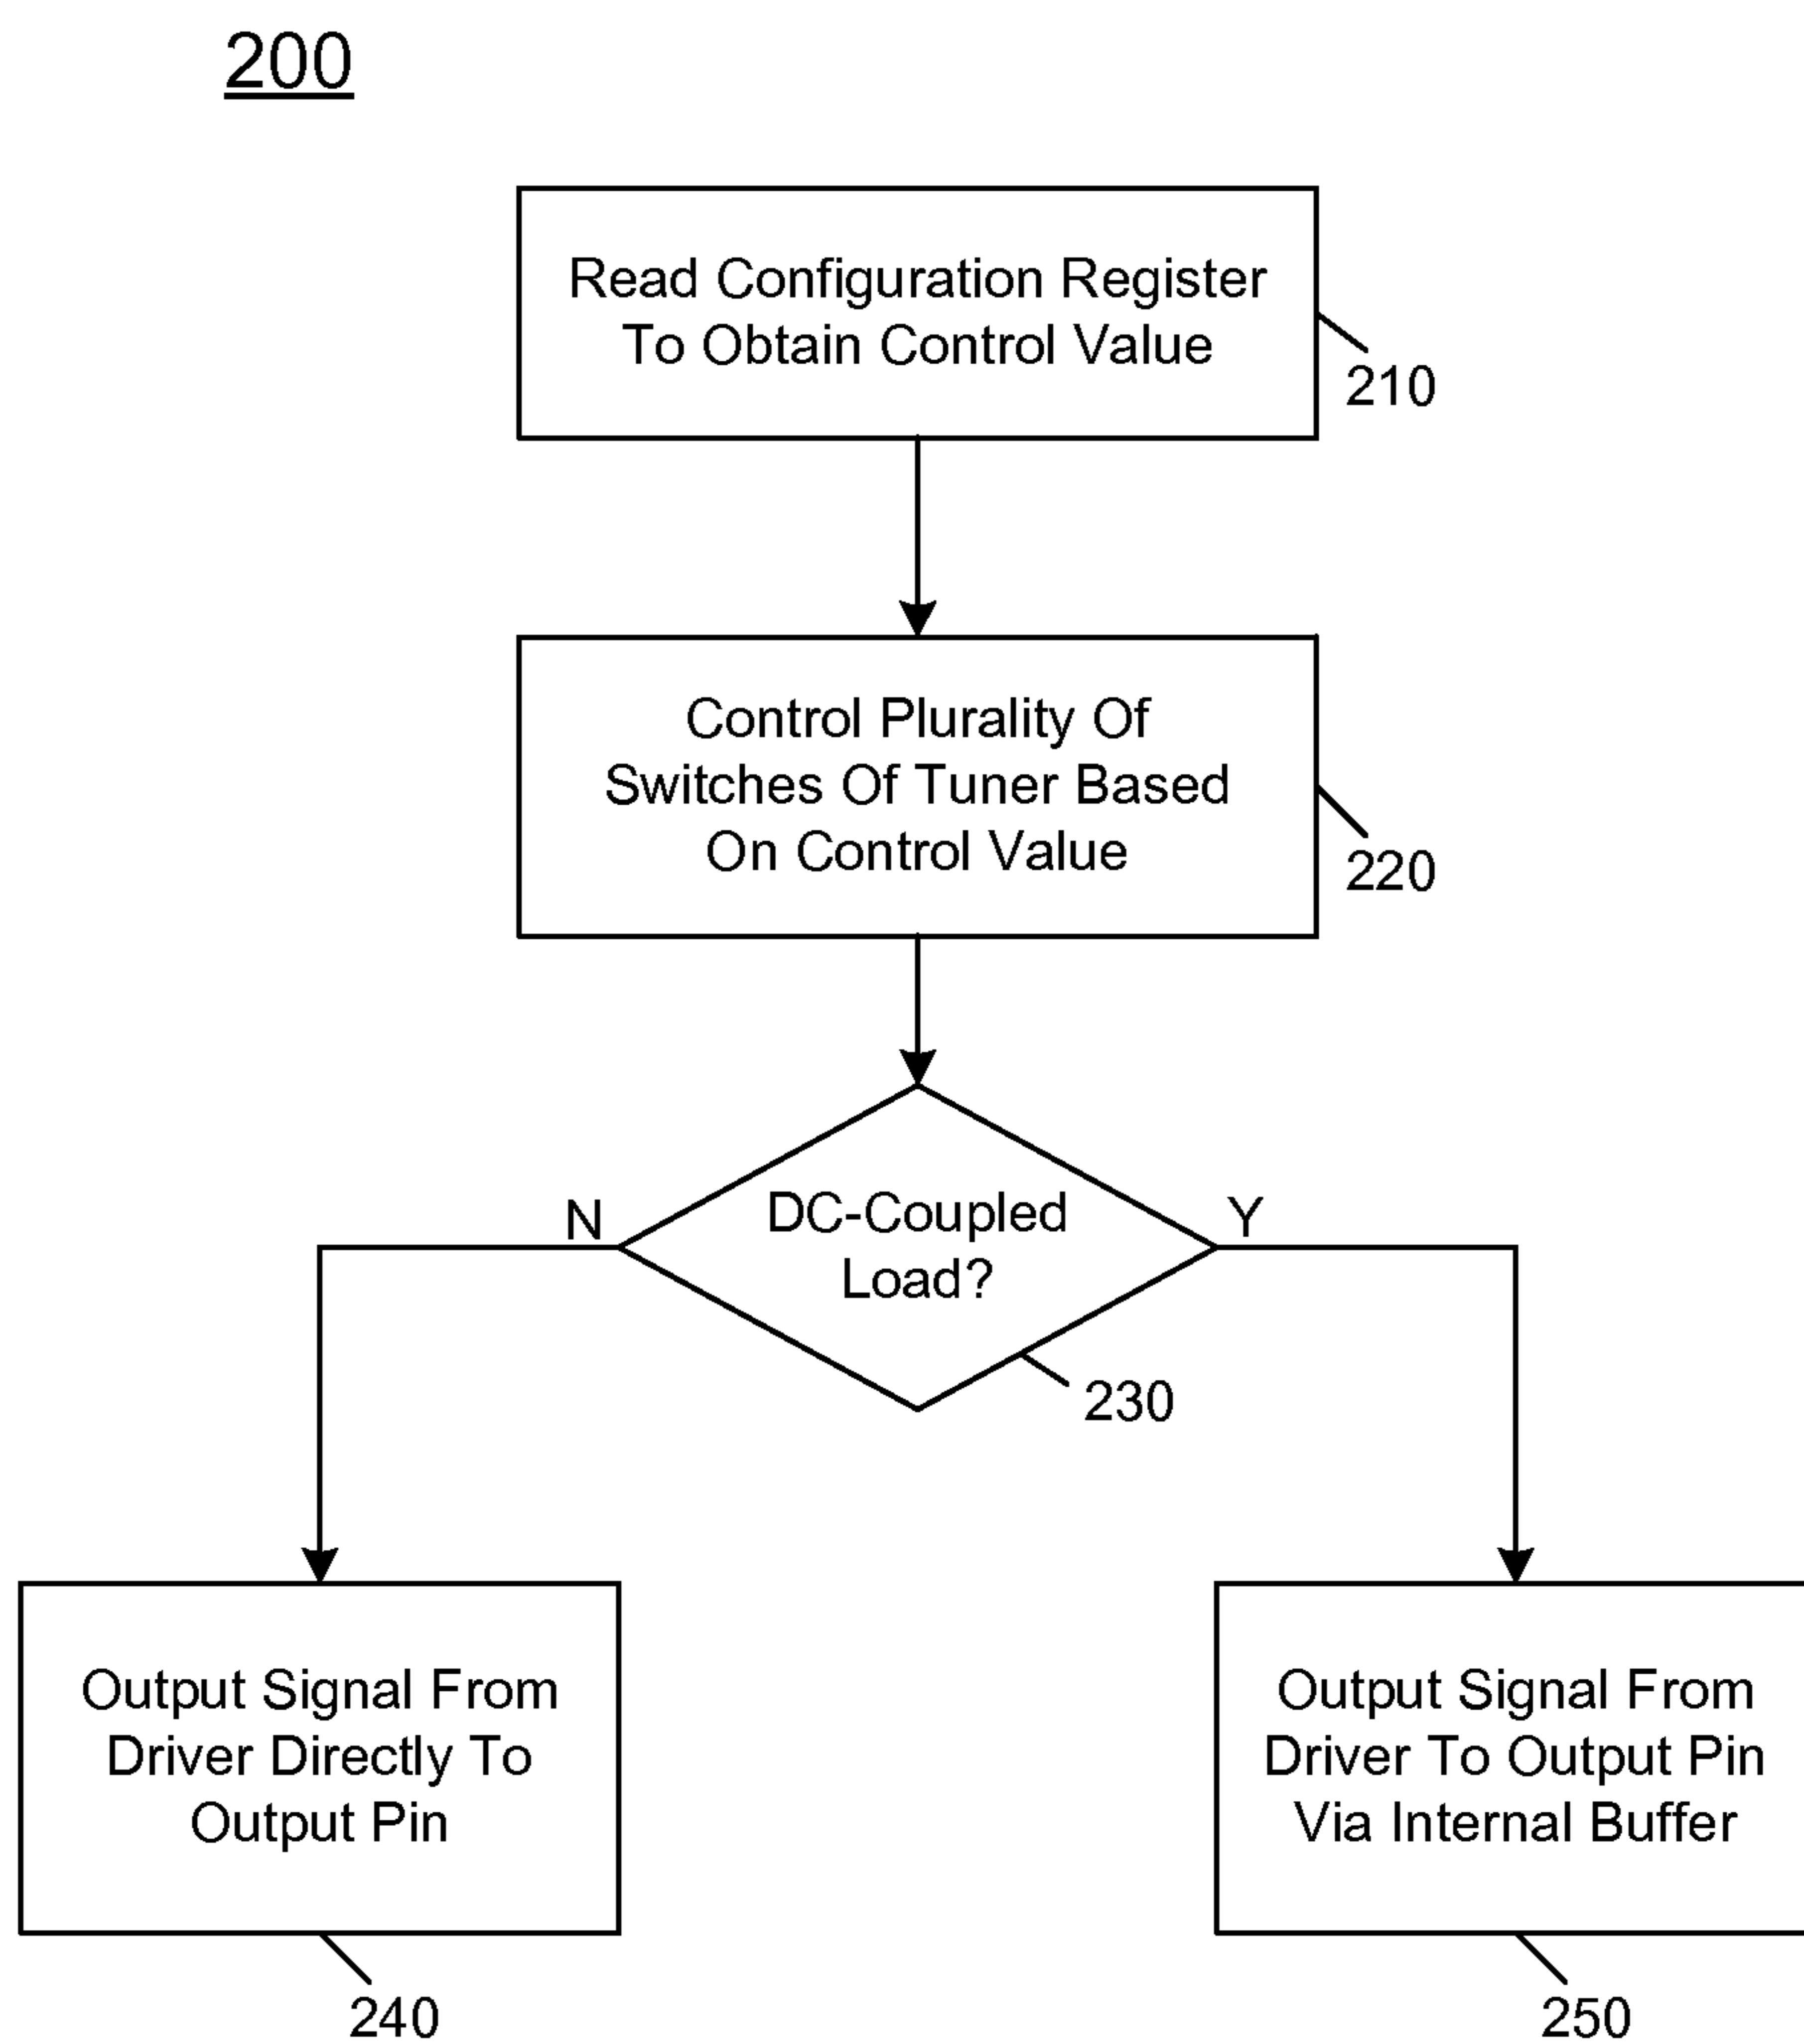 200
Read Configuration Register
To Obtain Control Value
210
Control Plurality Of
Switches Of Tuner Based
On Control Value
220
N
DC-Coupled
Load?
Y
230
Output Signal From
Driver Directly To
Output Pin
240
Output Signal From
Driver To Output Pin
Via Internal Buffer
250